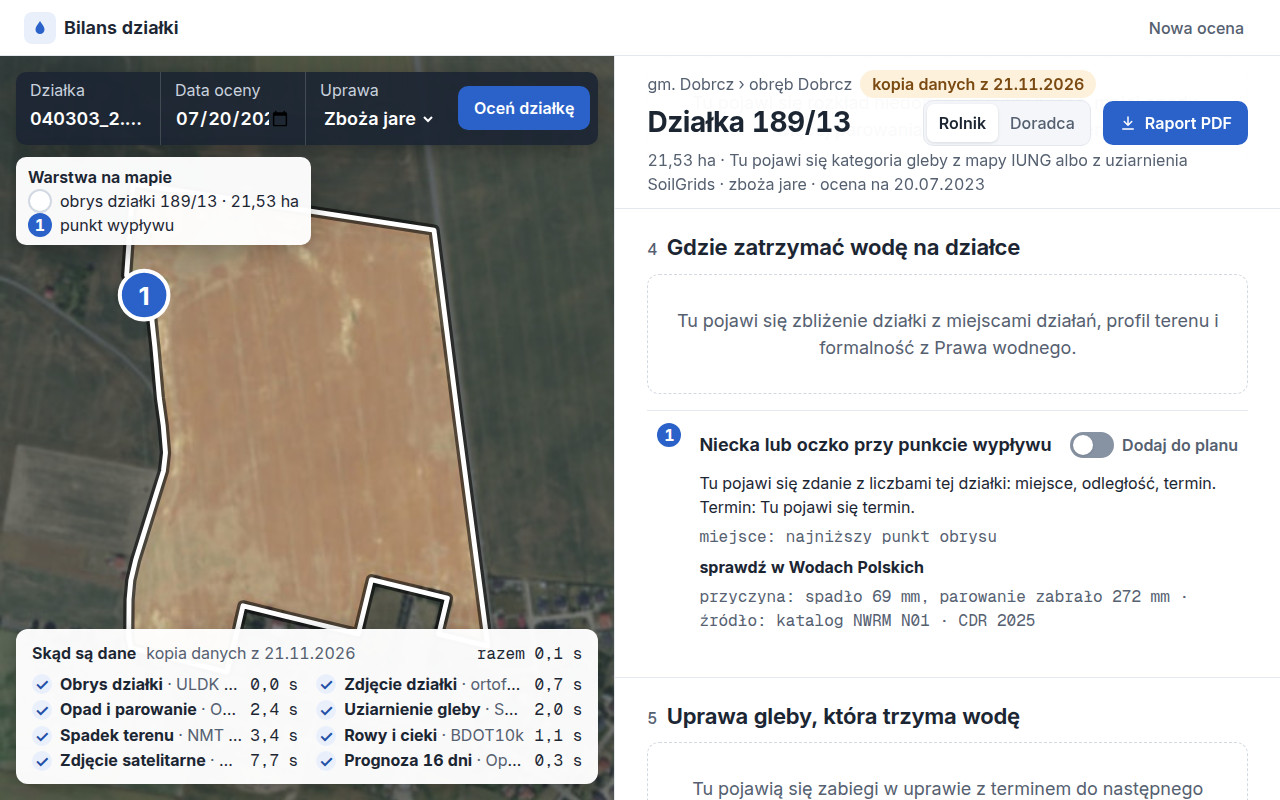 Bilans działki
Nowa ocena
Działka
040303_2....
Data oceny
07/20/202
Uprawa
Zboża jare
Oceń działkę
Warstwa na mapie
obrys działki 189/13 · 21,53 ha
1 punkt wypływu
1
Skąd są dane kopia danych z 21.11.2026 razem 0,1 s
Obrys działki · ULDK ... 0,0 s
Zdjęcie działki · ortof... 0,7 s
Opad i parowanie · O... 2,4 s
Uziarnienie gleby · S... 2,0 s
Spadek terenu · NMT ... 3,4 s
Rowy i cieki · BDOT10k 1,1 s
Zdjęcie satelitarne · ... 7,7 s
Prognoza 16 dni · Op... 0,3 s
gm. Dobrcz › obręb Dobrcz kopia danych z 21.11.2026
Działka 189/13
Rolnik Doradca
Raport PDF
21,53 ha · Tu pojawi się kategoria gleby z mapy IUNG albo z uziarnienia
SoilGrids · zboża jare · ocena na 20.07.2023
4 Gdzie zatrzymać wodę na działce
Tu pojawi się zbliżenie działki z miejscami działań, profil terenu i
formalność z Prawa wodnego.
1 Niecka lub oczko przy punkcie wypływu
Dodaj do planu
Tu pojawi się zdanie z liczbami tej działki: miejsce, odległość, termin.
Termin: Tu pojawi się termin.
miejsce: najniższy punkt obrysu
sprawdź w Wodach Polskich
przyczyna: spadło 69 mm, parowanie zabrało 272 mm ·
źródło: katalog NWRM N01 · CDR 2025
5 Uprawa gleby, która trzyma wodę
Tu pojawią się zabiegi w uprawie z terminem do następnego